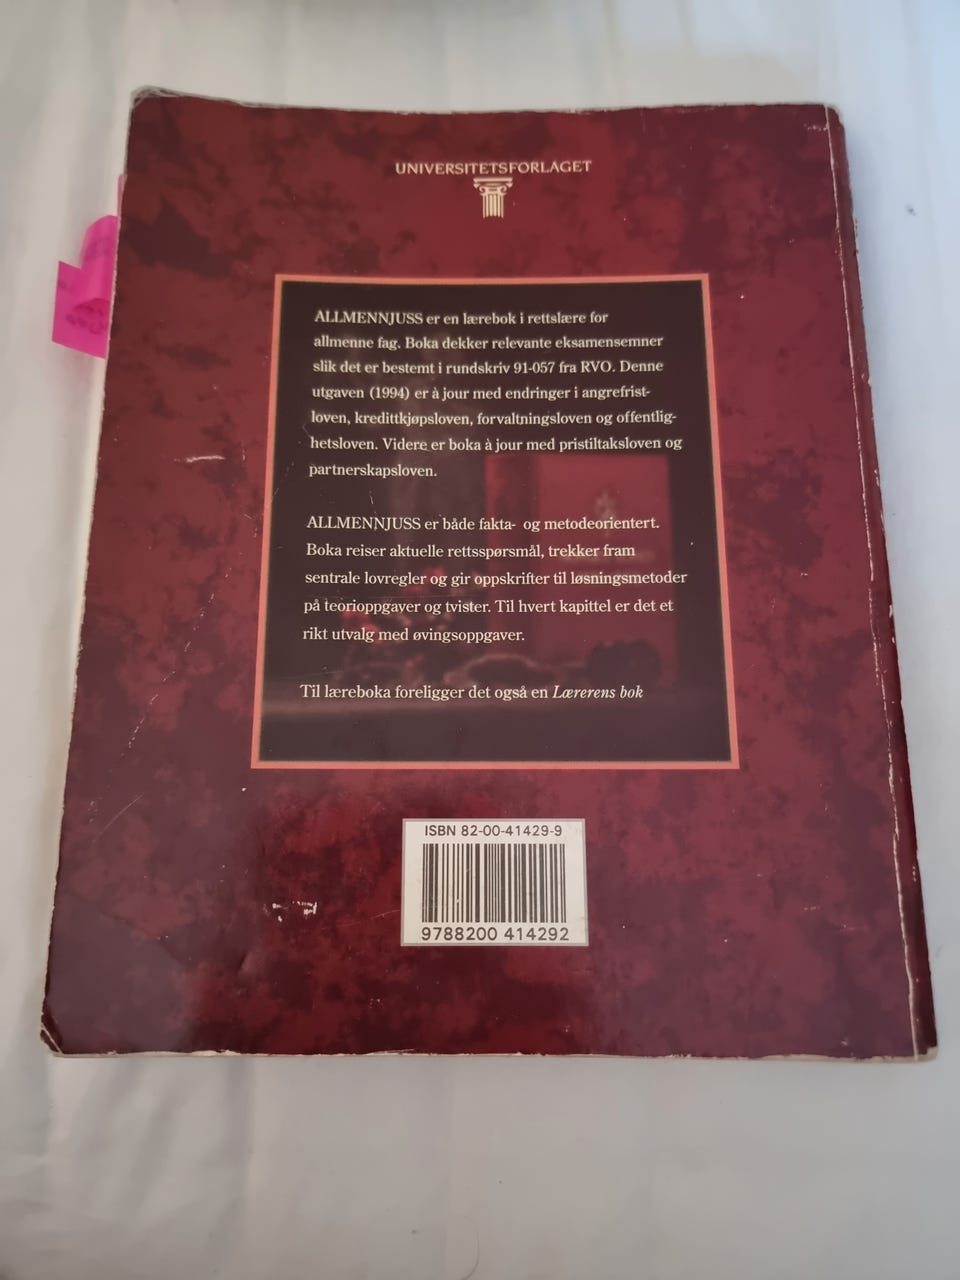 UNIVERSITETSFORLAGET
ALLMENNJUSS er en lærebok i rettslære for
allmenne fag. Boka dekker relevante eksamensemner
slik det er bestemt i rundskriv 91-057 fra RVO. Denne
utgaven (1994) er à jour med endringer i angrefrist-
loven, kredittkjøpsloven, forvaltningsloven og offentlig-
hetsloven. Videre er boka à jour med pristiltaksloven og
partnerskapsloven.
ALLMENNJUSS er både fakta- og metodeorientert.
Boka reiser aktuelle rettsspørsmål, trekker fram
sentrale lovregler og gir oppskrifter til løsningsmetoder
på teorioppgaver og tvister. Til hvert kapittel er det et
rikt utvalg med øvingsoppgaver.
Til læreboka foreligger det også en Lærerens bok
ISBN 82-00-41429-9
9788200 414292